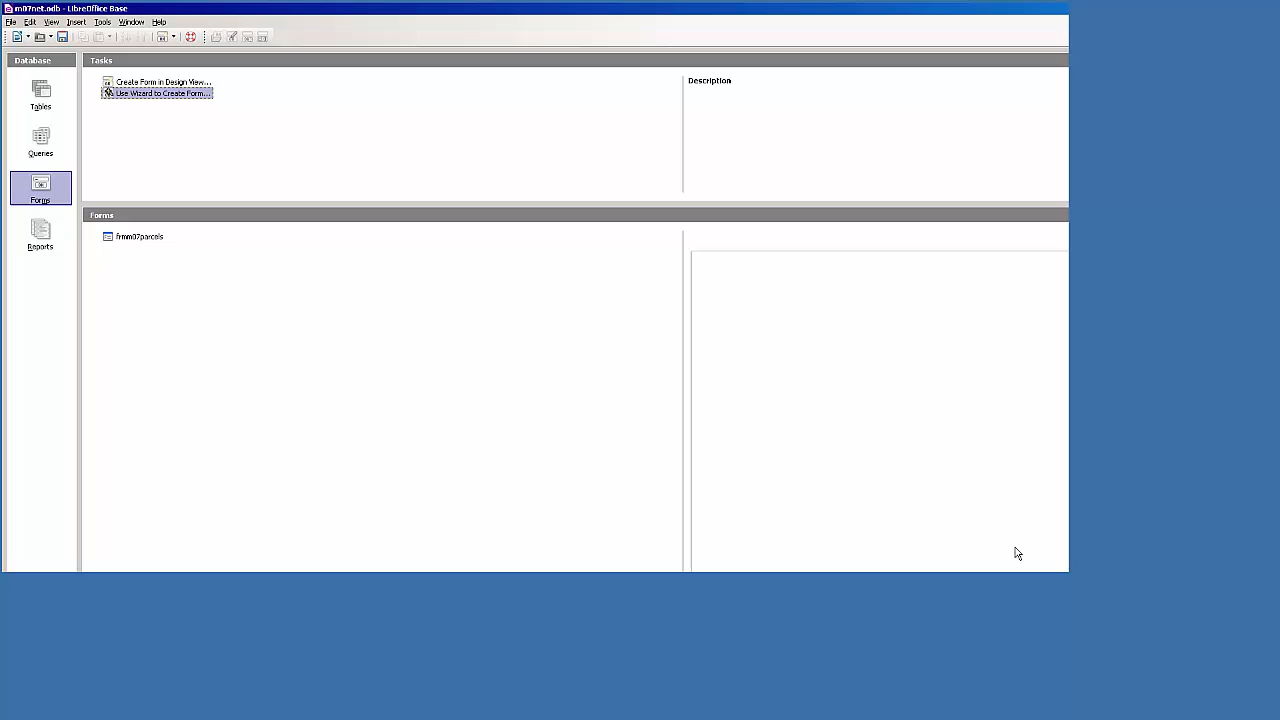 m07net.odb - LibreOffice Base
File Edit View Insert Tools Window Help
Database
Tasks
Create Form in Design View...
Use Wizard to Create Form...
Description
Tables
Queries
Forms
Reports
Forms
frmm07parcels